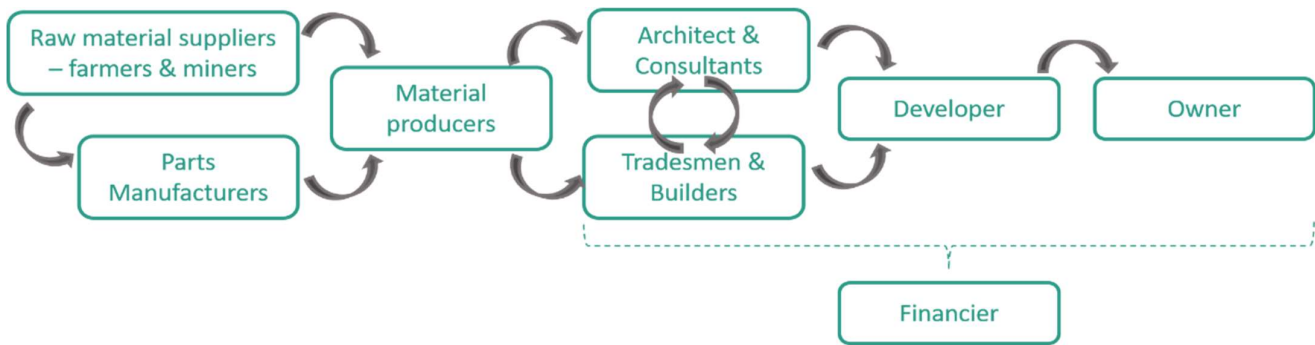 Raw material suppliers
– farmers & miners
Parts
Manufacturers
Material
producers
Architect &
Consultants
Tradesmen &
Builders
Developer
Owner
Financier